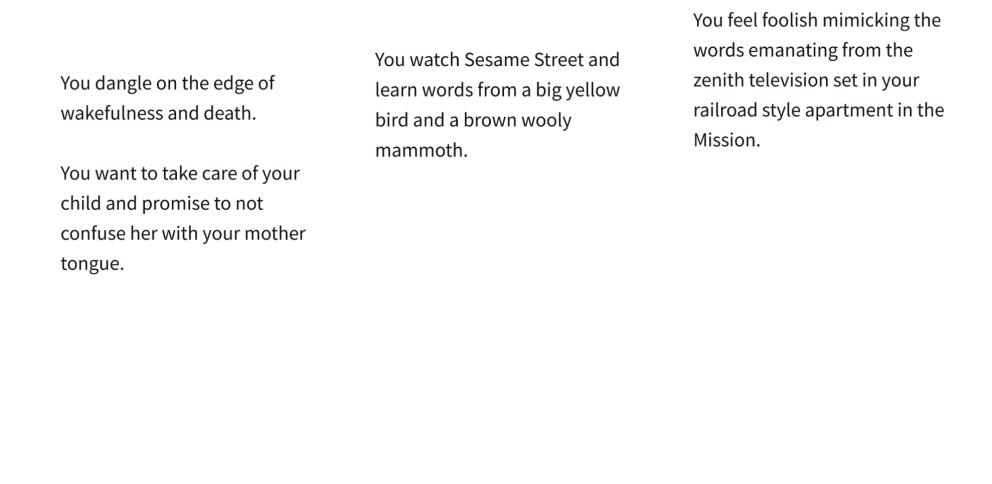 You dangle on the edge of
wakefulness and death.
You want to take care of your
child and promise to not
confuse her with your mother
tongue.
You watch Sesame Street and
learn words from a big yellow
bird and a brown wooly
mammoth.
You feel foolish mimicking the
words emanating from the
zenith television set in your
railroad style apartment in the
Mission.